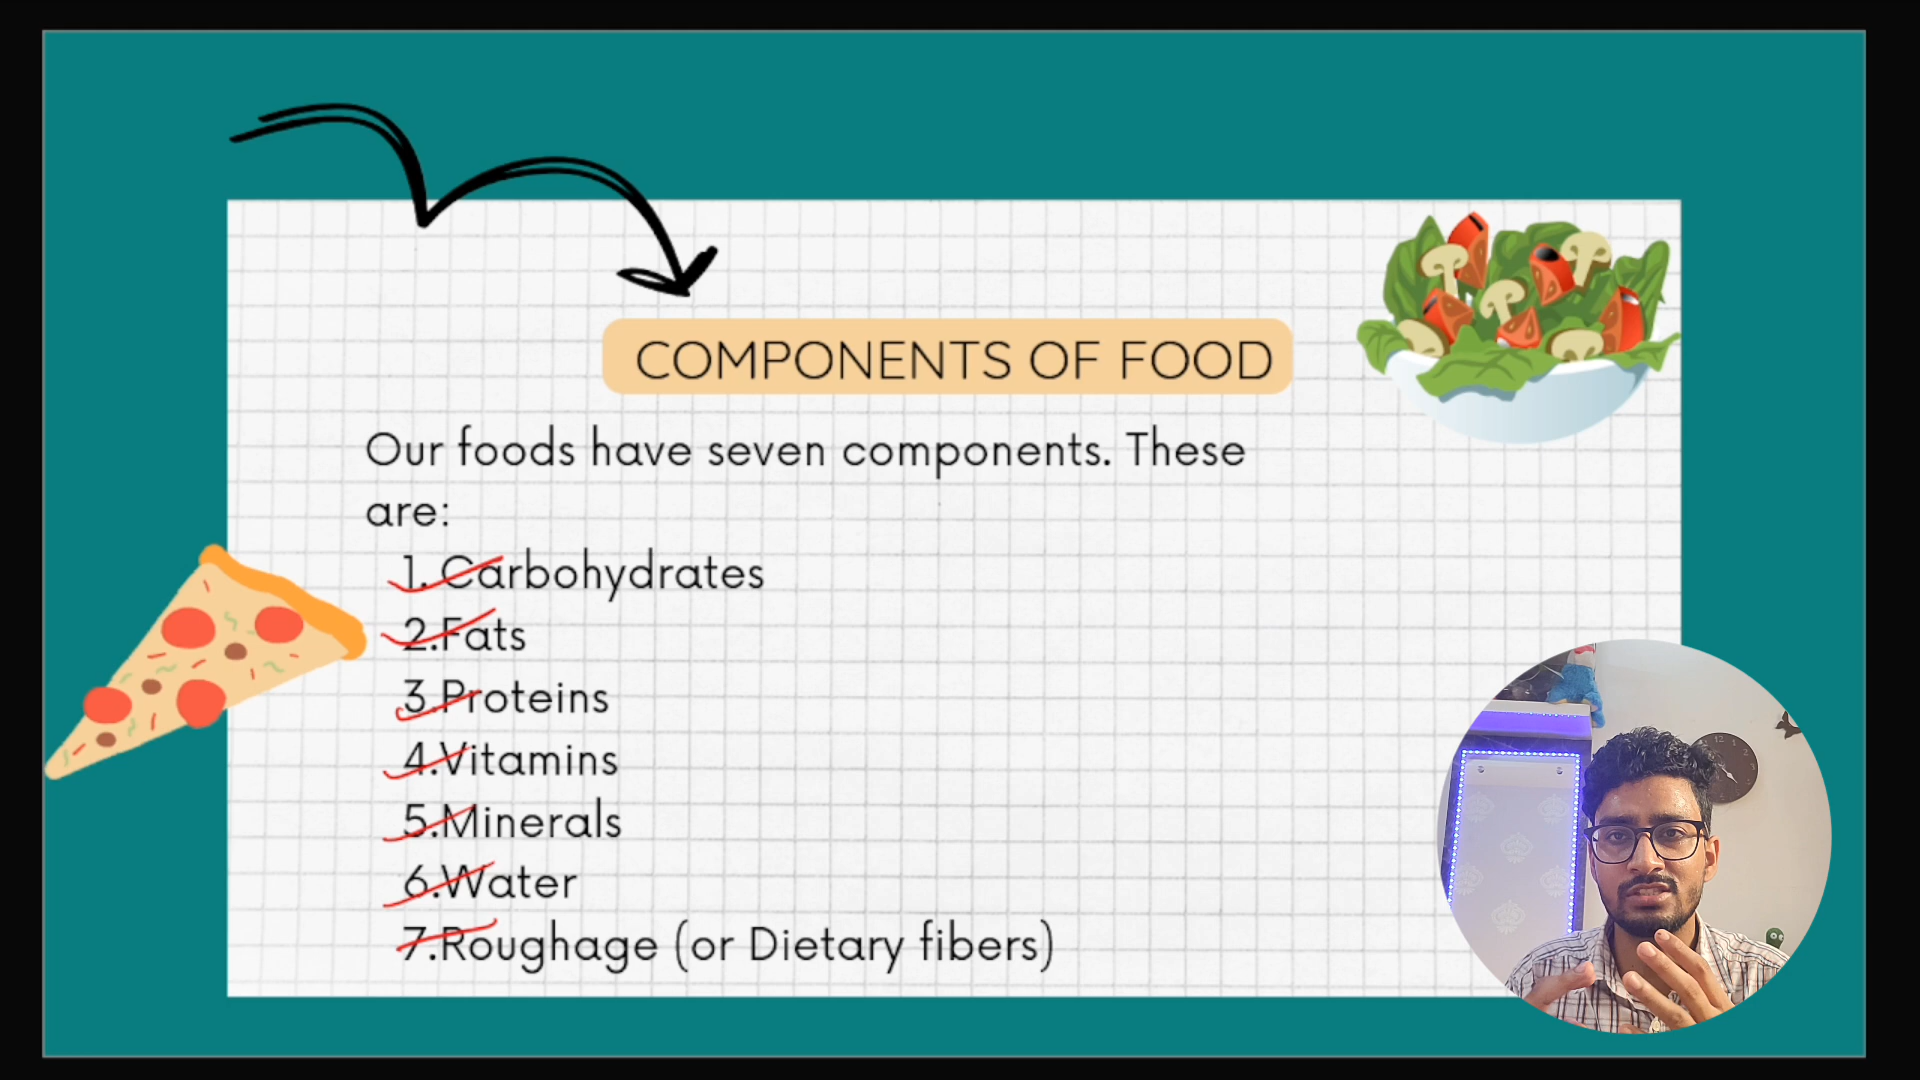 COMPONENTS OF FOOD
Our foods have seven components. These
are:
1. Carbohydrates
2.Fats
3.Proteins
4.Vitamins
5.Minerals
6.Water
7.Roughage (or Dietary fibers)